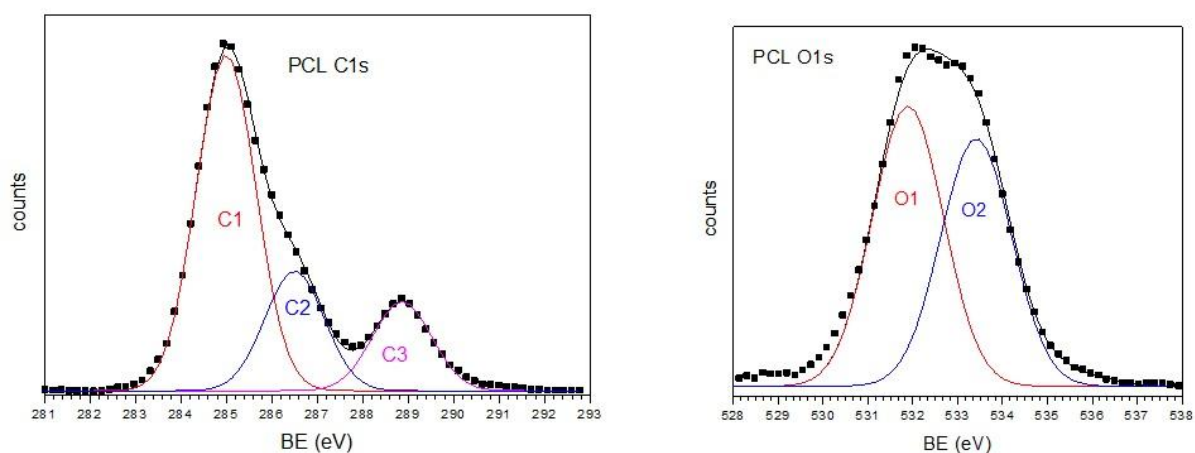 PCL C1s
counts
C1
C2
C3
281 282 283 284 285 286 287 288 289 290 291 292 293
BE (eV)
PCL O1s
counts
O1
O2
528 529 530 531 532 533 534 535 536 537 538
BE (eV)